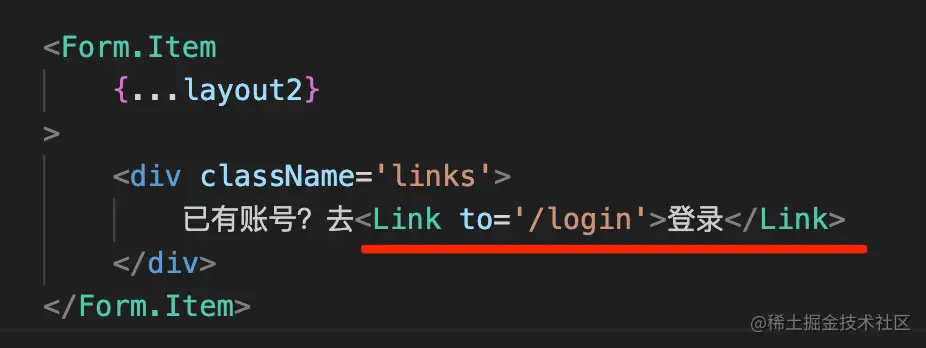 <Form.Item
{...layout2}
>
<div className='links'>
已有账号？去<Link to='/login'>登录</Link>
</div>
</Form.Item>
@稀土掘金技术社区